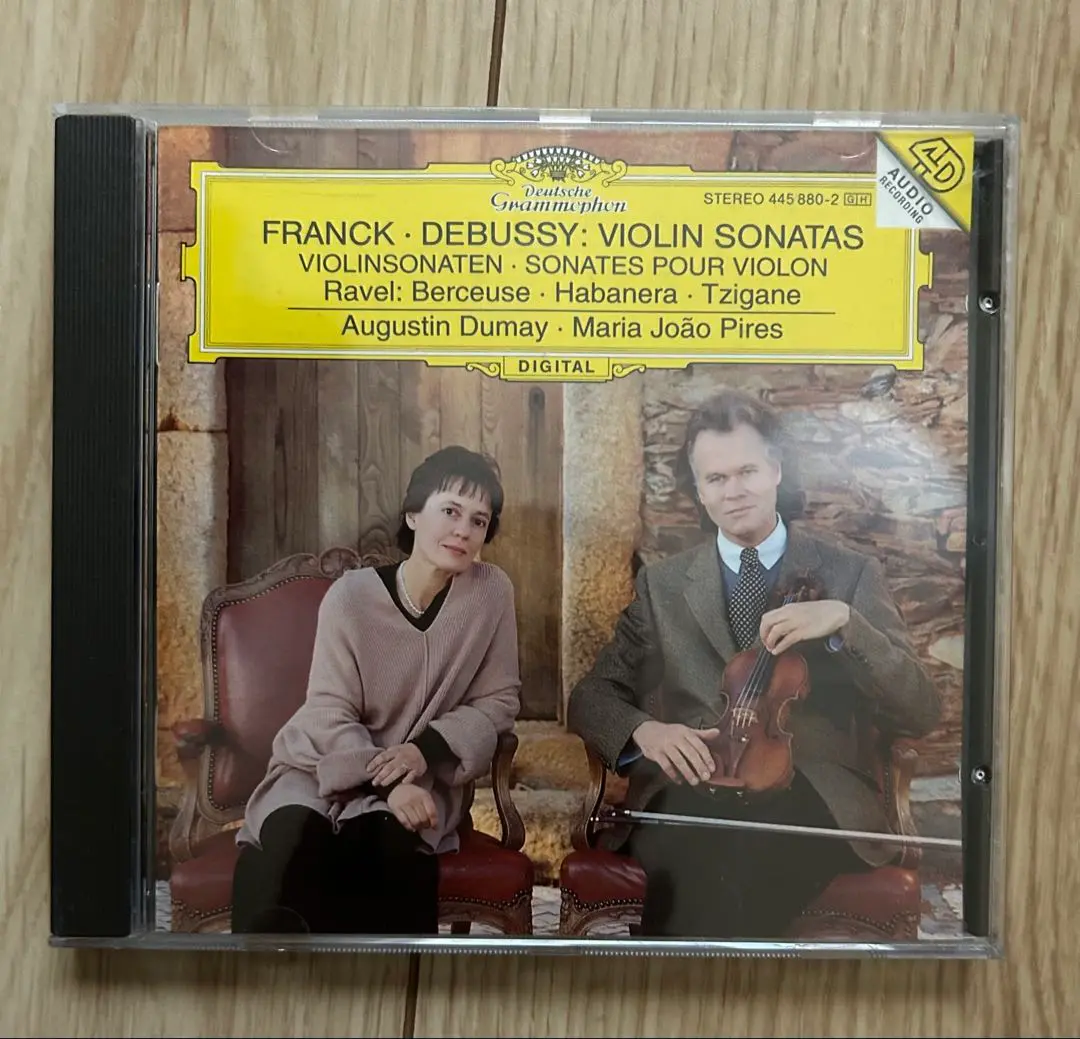 Deutsche
Grammophon
STEREO 445 880-2 GH
4D
AUDIO
RECORDING
FRANCK · DEBUSSY: VIOLIN SONATAS
VIOLINSONATEN · SONATES POUR VIOLON
Ravel: Berceuse · Habanera · Tzigane
Augustin Dumay · Maria João Pires
DIGITAL